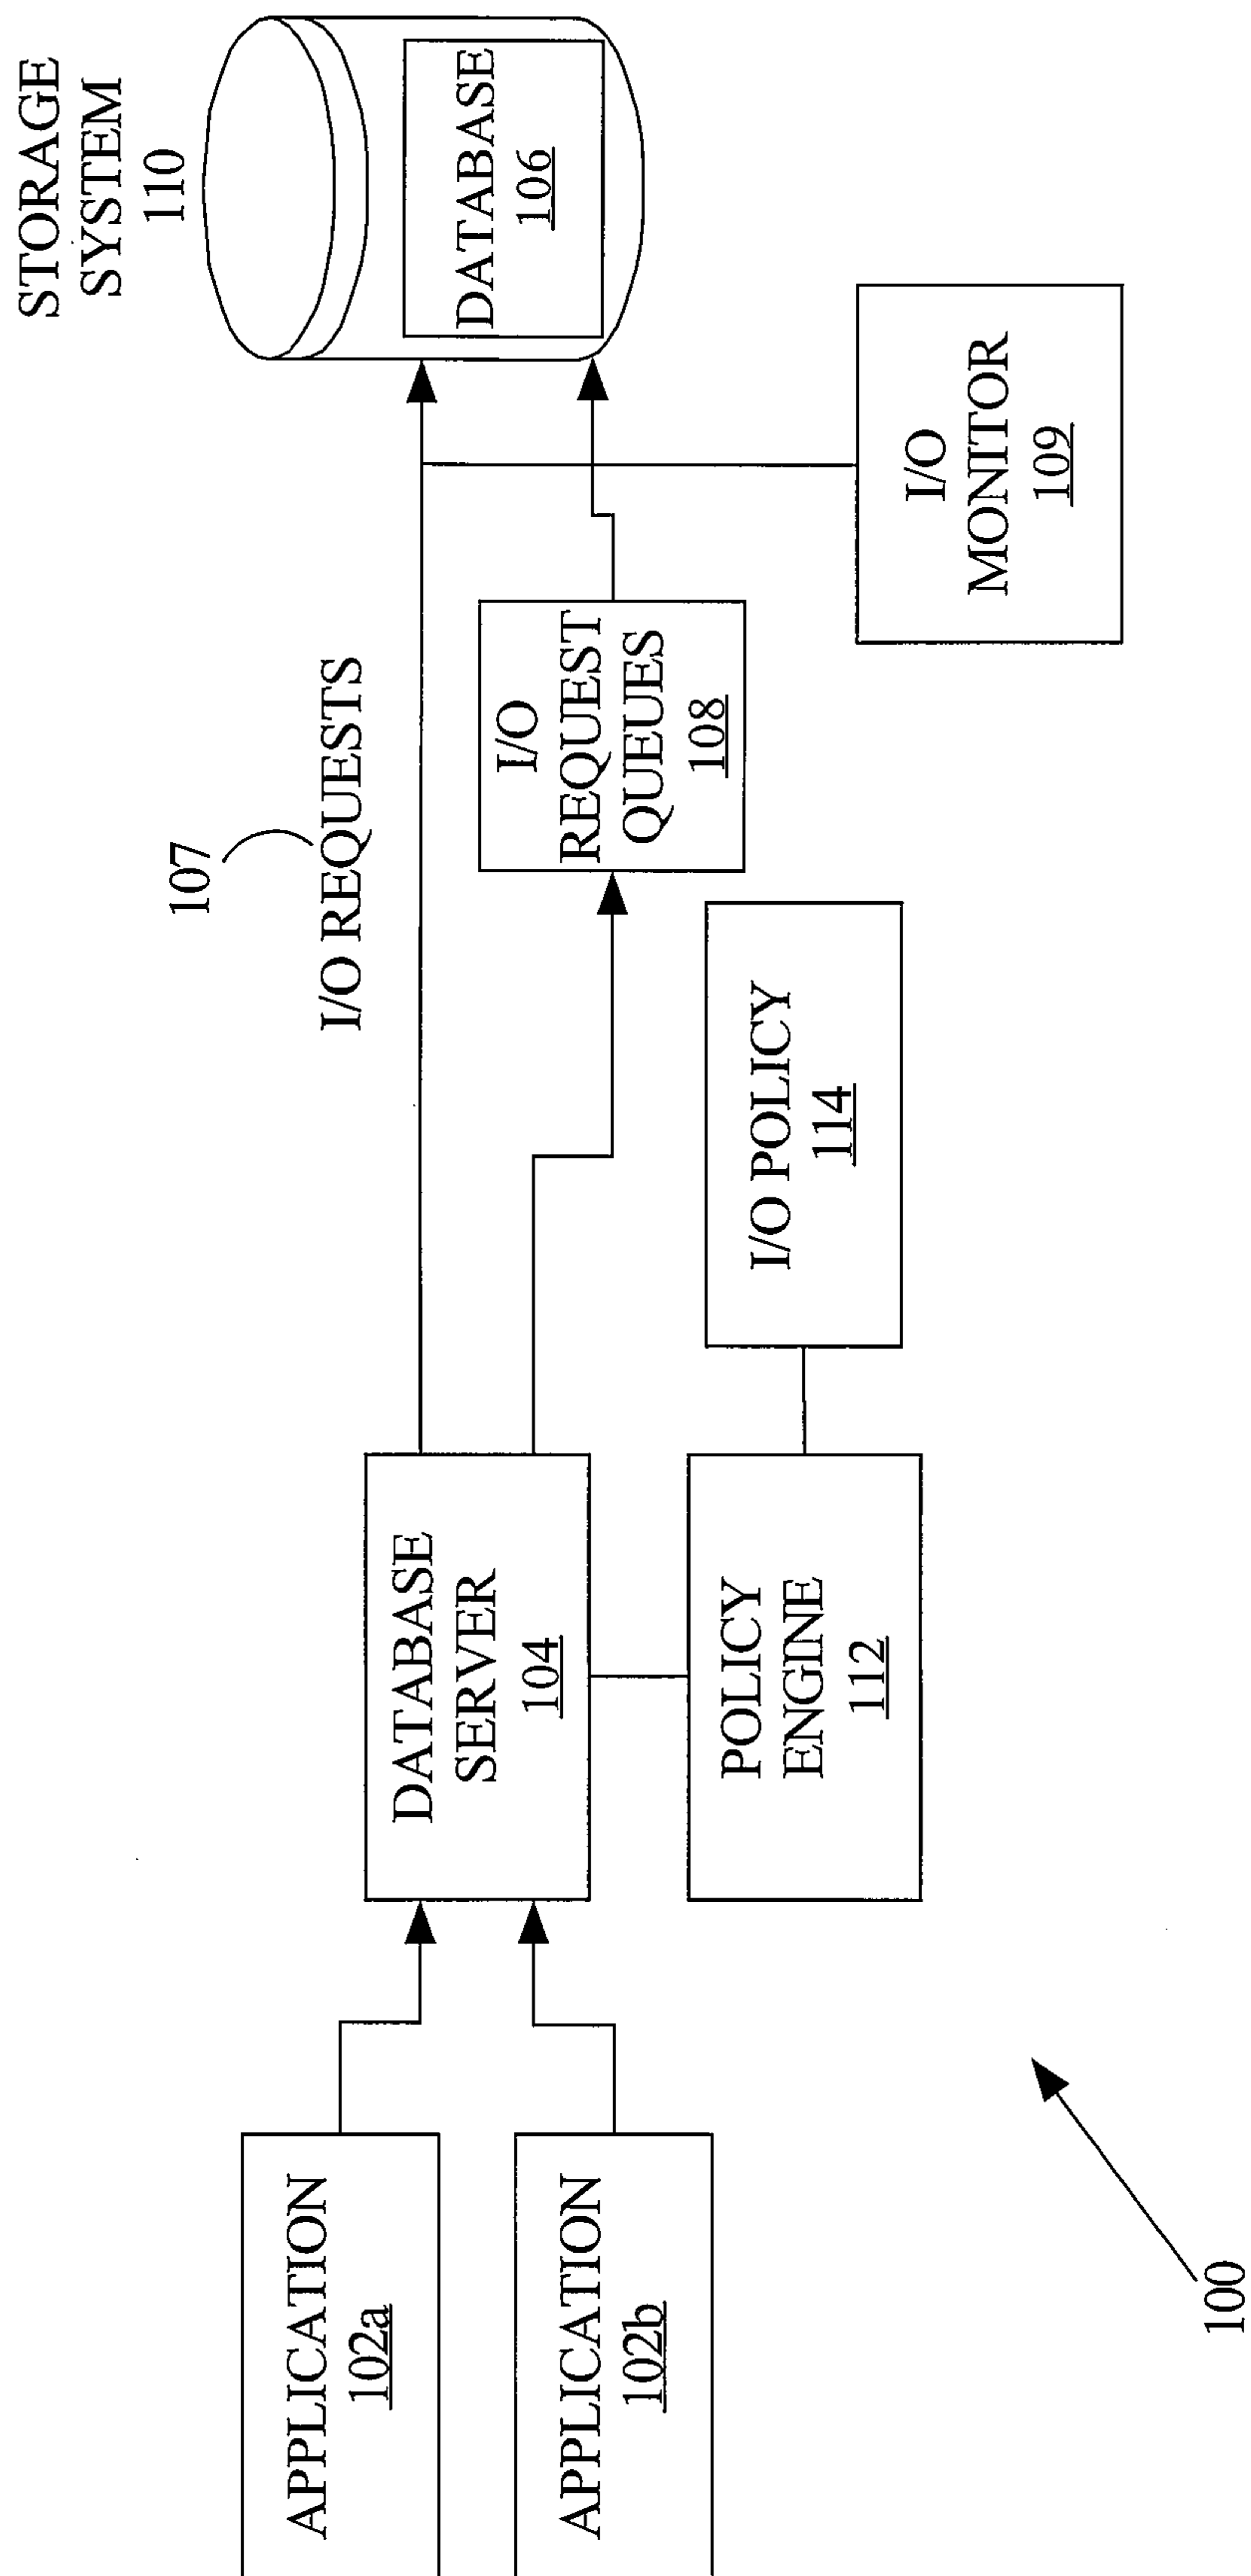 STORAGE
SYSTEM
110
DATABASE
106
107
I/O REQUESTS
I/O
REQUEST
QUEUES
108
I/O
MONITOR
109
I/O POLICY
114
DATABASE
SERVER
104
POLICY
ENGINE
112
APPLICATION
102a
APPLICATION
102b
100